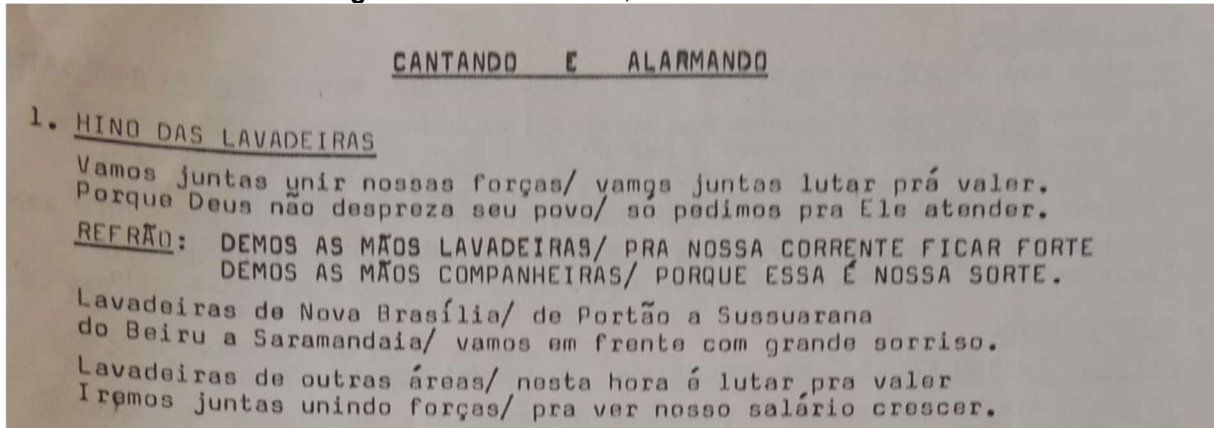 CANTANDO E ALARMANDO
1. HINO DAS LAVADEIRAS
Vamos juntas unir nossas forças/ vamos juntas lutar prá valer.
Porque Deus não despreza seu povo/ só pedimos pra Ele atender.
REFRÃO: DEMOS AS MÃOS LAVADEIRAS/ PRA NOSSA CORRENTE FICAR FORTE
DEMOS AS MÃOS COMPANHEIRAS/ PORQUE ESSA É NOSSA SORTE.
Lavadeiras de Nova Brasília/ de Portão a Sussuarana
do Beiru a Saramandaia/ vamos em frente com grande sorriso.
Lavadeiras de outras áreas/ nesta hora é lutar pra valer
Iremos juntas unindo forças/ pra ver nosso salário crescer.